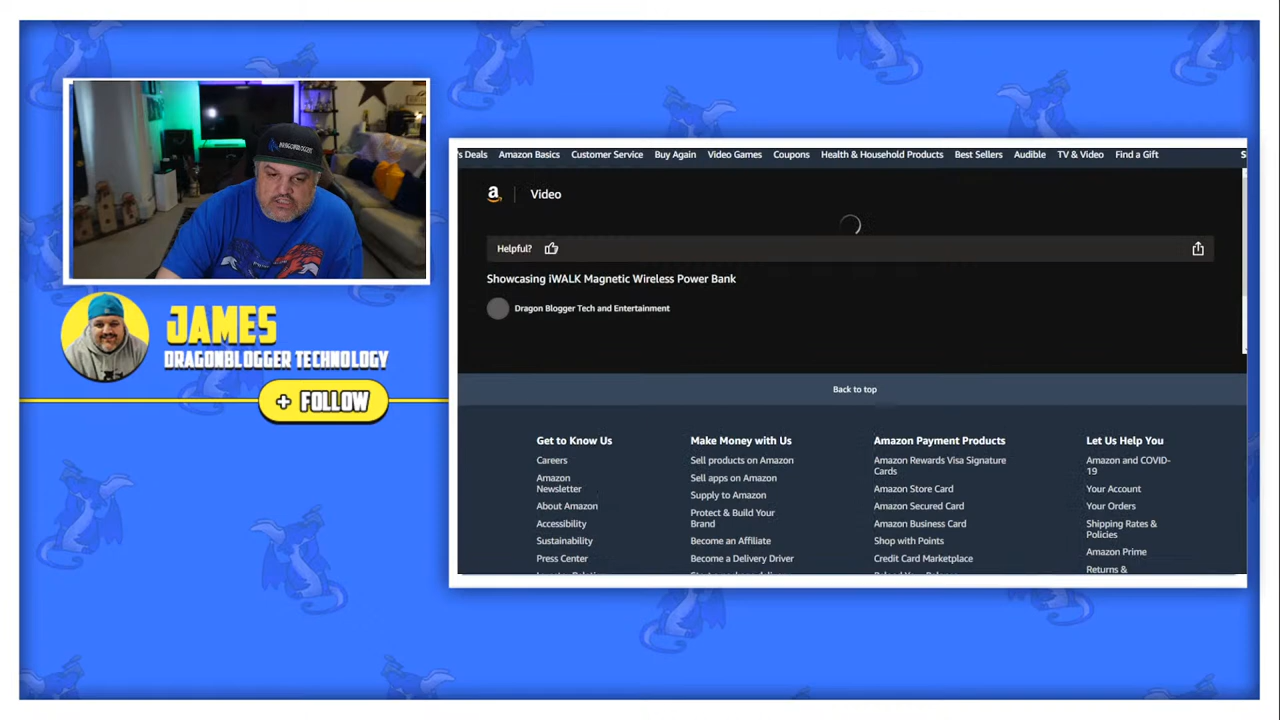 DRAGONBLOGGER
JAMES
DRAGONBLOGGER TECHNOLOGY
+ FOLLOW
's Deals Amazon Basics Customer Service Buy Again Video Games Coupons Health & Household Products Best Sellers Audible TV & Video Find a Gift S
a Video
Helpful?
Showcasing iWALK Magnetic Wireless Power Bank
Dragon Blogger Tech and Entertainment
Back to top
Get to Know Us
Careers
Amazon
Newsletter
About Amazon
Accessibility
Sustainability
Press Center
Make Money with Us
Sell products on Amazon
Sell apps on Amazon
Supply to Amazon
Protect & Build Your
Brand
Become an Affiliate
Become a Delivery Driver
Amazon Payment Products
Amazon Rewards Visa Signature
Cards
Amazon Store Card
Amazon Secured Card
Amazon Business Card
Shop with Points
Credit Card Marketplace
Let Us Help You
Amazon and COVID-
19
Your Account
Your Orders
Shipping Rates &
Policies
Amazon Prime
Returns &